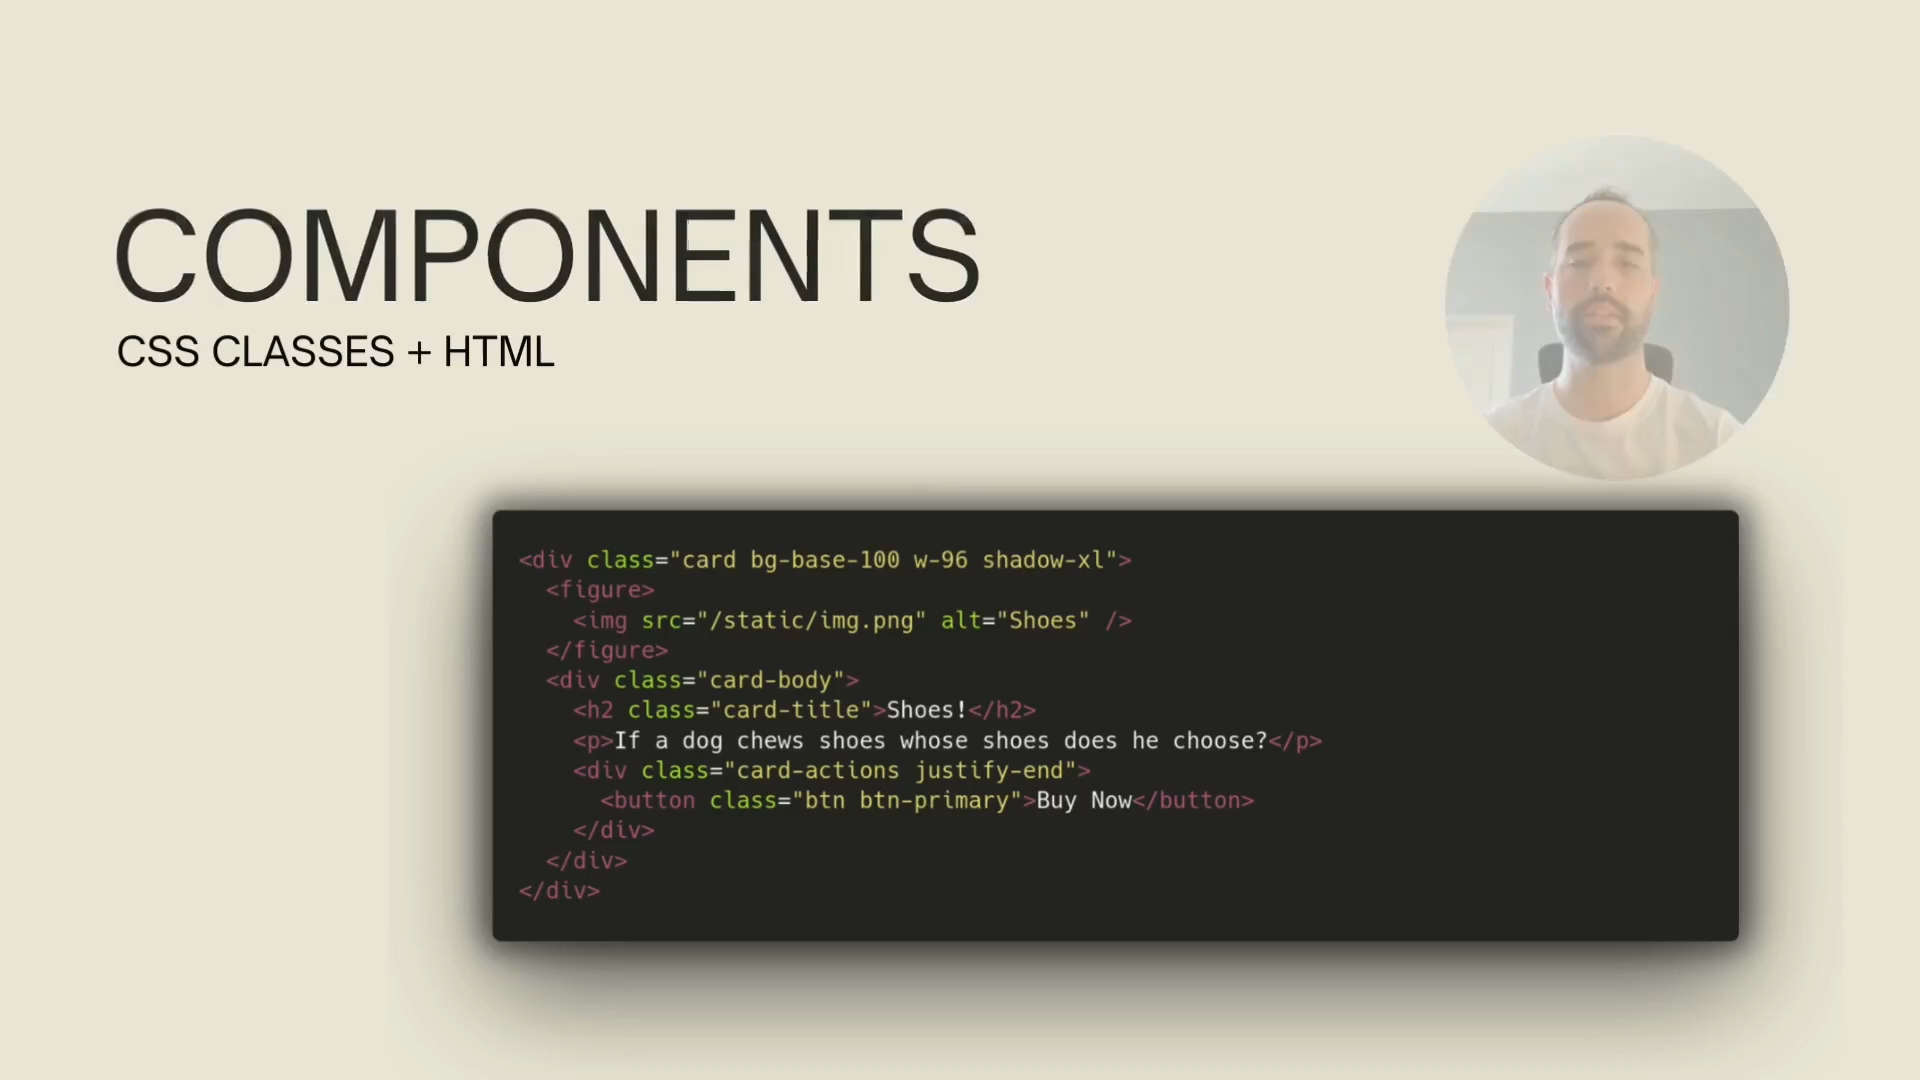 COMPONENTS
CSS CLASSES + HTML
<div class="card bg-base-100 w-96 shadow-xl">
  <figure>
    <img src="/static/img.png" alt="Shoes" />
  </figure>
  <div class="card-body">
    <h2 class="card-title">Shoes!</h2>
    <p>If a dog chews shoes whose shoes does he choose?</p>
    <div class="card-actions justify-end">
      <button class="btn btn-primary">Buy Now</button>
    </div>
  </div>
</div>